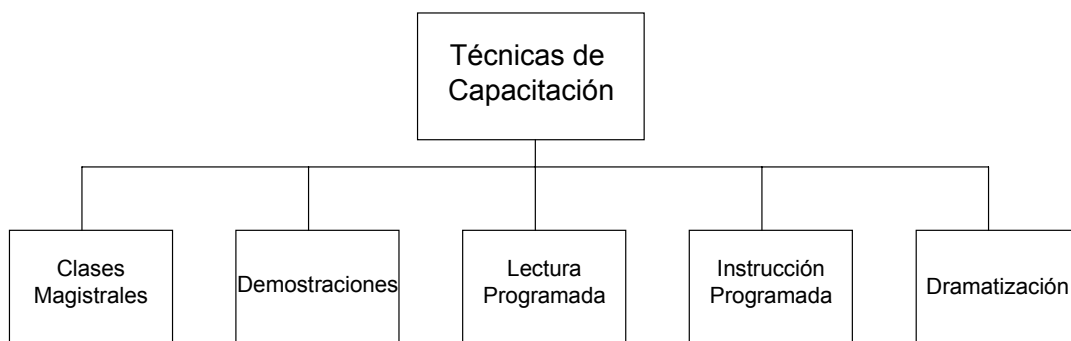 Técnicas de
Capacitación
Clases
Magistrales
Demostraciones
Lectura
Programada
Instrucción
Programada
Dramatización